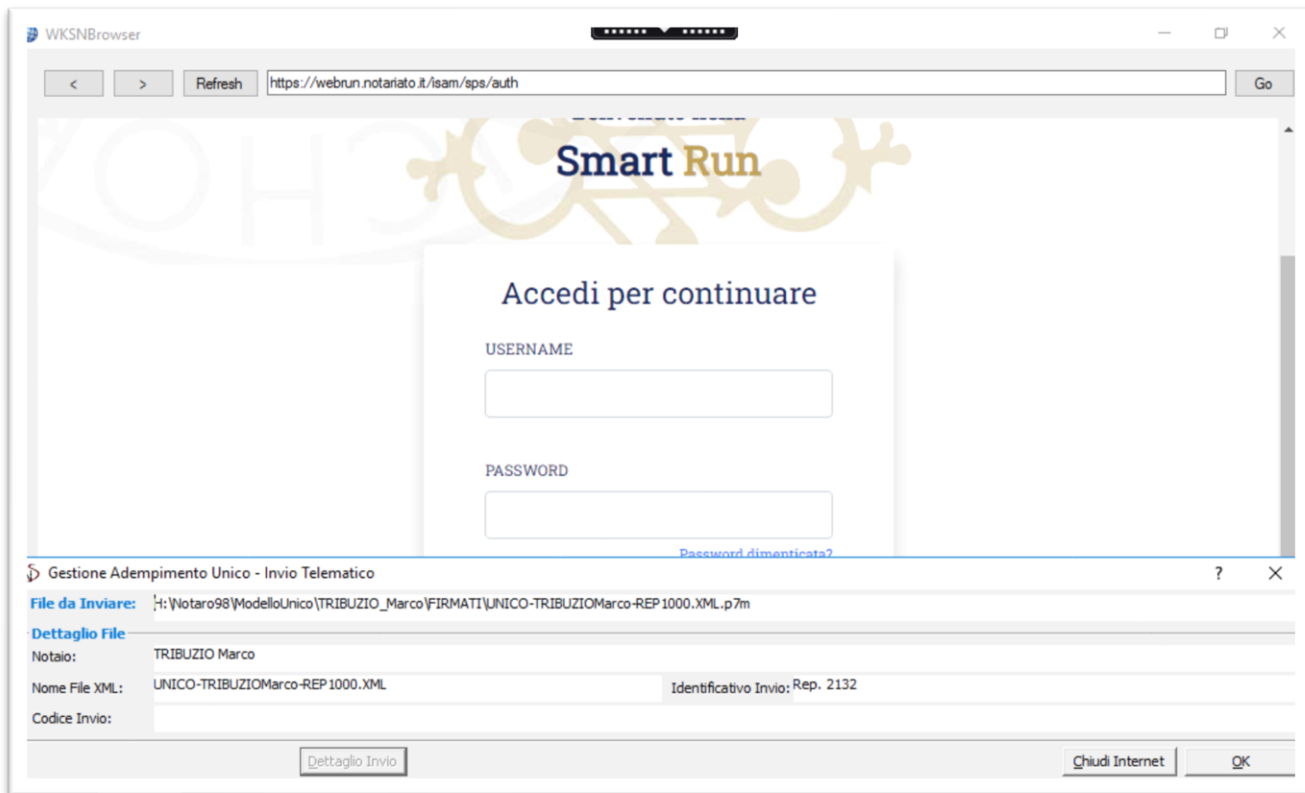 WKSNBrowser
< > Refresh https://webrun.notariato.it/isam/sps/auth Go
Smart Run
Accedi per continuare
USERNAME
PASSWORD
Password dimenticata?
Gestione Adempimento Unico - Invio Telematico ?
File da Inviare: H:\Notaro98\ModelloUnico\TRIBUZIO_Marco\FIRMATI\UNICO-TRIBUZIOMarco-REP1000.XML.p7m
Dettaglio File
Notaio: TRIBUZIO Marco
Nome File XML: UNICO-TRIBUZIOMarco-REP1000.XML Identificativo Invio: Rep. 2132
Codice Invio:
Dettaglio Invio Chiudi Internet OK